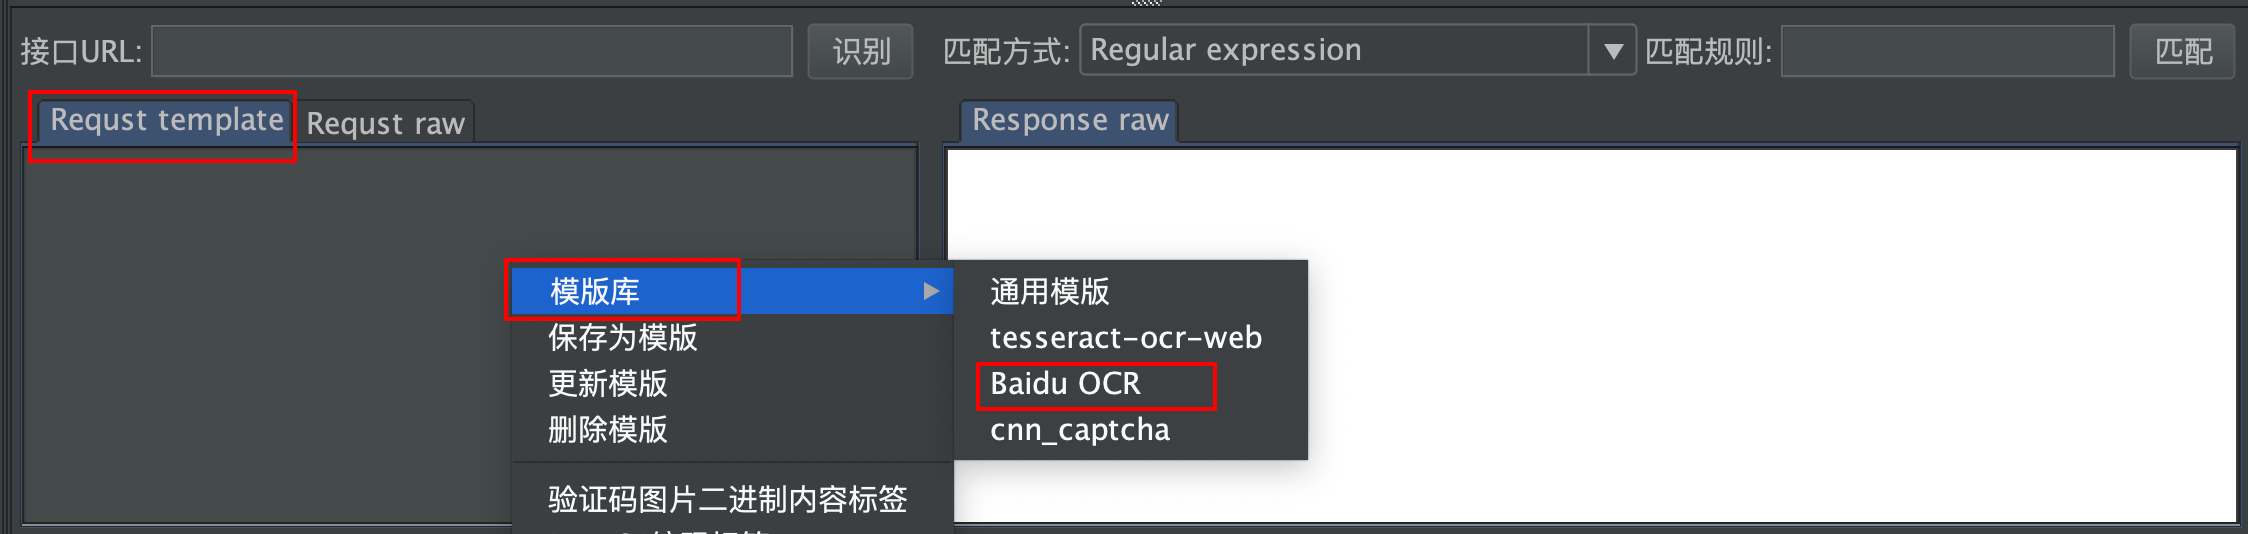 接口URL:
识别
匹配方式:
Regular expression
匹配规则:
匹配
Requst template
Requst raw
Response raw
模版库
保存为模版
更新模版
删除模版
验证码图片二进制内容标签
通用模版
tesseract-ocr-web
Baidu OCR
cnn_captcha